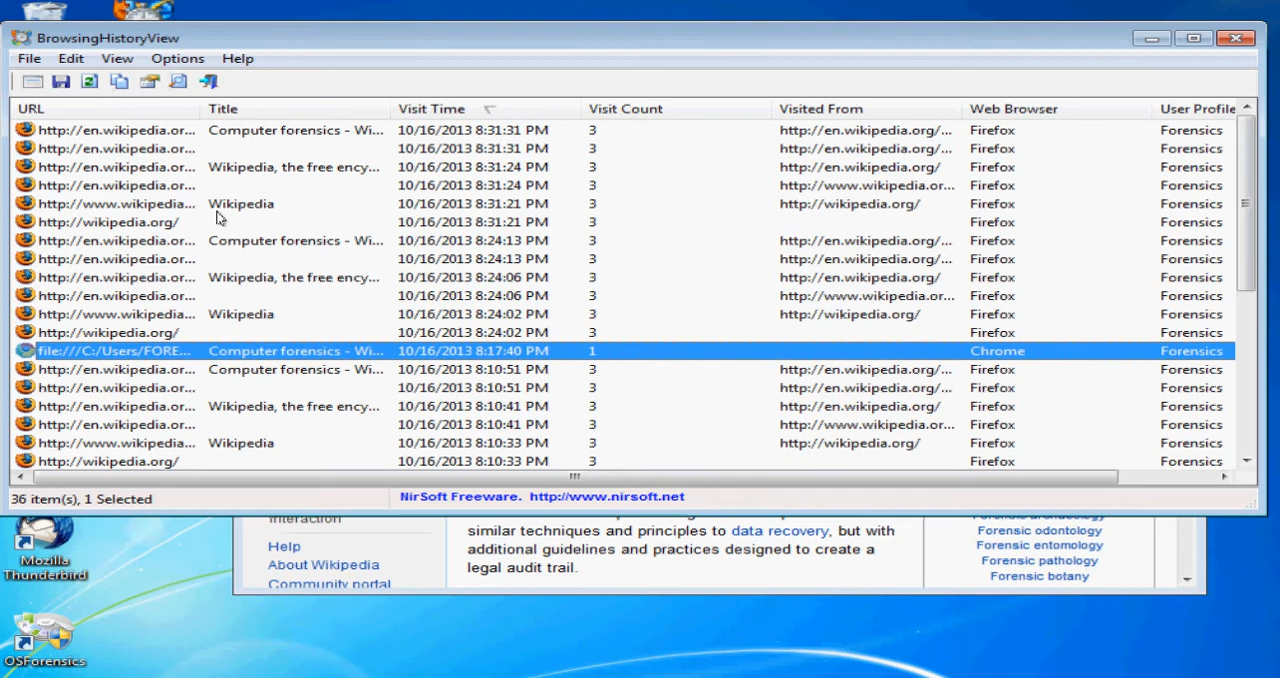 BrowsingHistoryView
File Edit View Options Help
URL Title Visit Time Visit Count Visited From Web Browser User Profile
http://en.wikipedia.or... Computer forensics - Wi... 10/16/2013 8:31:31 PM 3 http://en.wikipedia.org/... Firefox Forensics
http://en.wikipedia.or... 10/16/2013 8:31:31 PM 3 http://en.wikipedia.org/... Firefox Forensics
http://en.wikipedia.or... Wikipedia, the free ency... 10/16/2013 8:31:24 PM 3 http://en.wikipedia.org/ Firefox Forensics
http://en.wikipedia.or... 10/16/2013 8:31:24 PM 3 http://www.wikipedia.or... Firefox Forensics
http://www.wikipedia... Wikipedia 10/16/2013 8:31:21 PM 3 http://wikipedia.org/ Firefox Forensics
http://wikipedia.org/ 10/16/2013 8:31:21 PM 3 Firefox Forensics
http://en.wikipedia.or... Computer forensics - Wi... 10/16/2013 8:24:13 PM 3 http://en.wikipedia.org/... Firefox Forensics
http://en.wikipedia.or... 10/16/2013 8:24:13 PM 3 http://en.wikipedia.org/... Firefox Forensics
http://en.wikipedia.or... Wikipedia, the free ency... 10/16/2013 8:24:06 PM 3 http://en.wikipedia.org/ Firefox Forensics
http://en.wikipedia.or... 10/16/2013 8:24:06 PM 3 http://www.wikipedia.or... Firefox Forensics
http://www.wikipedia... Wikipedia 10/16/2013 8:24:02 PM 3 http://wikipedia.org/ Firefox Forensics
http://wikipedia.org/ 10/16/2013 8:24:02 PM 3 Firefox Forensics
file:///C:/Users/FORE... Computer forensics - Wi... 10/16/2013 8:17:40 PM 1 Chrome Forensics
http://en.wikipedia.or... Computer forensics - Wi... 10/16/2013 8:10:51 PM 3 http://en.wikipedia.org/... Firefox Forensics
http://en.wikipedia.or... 10/16/2013 8:10:51 PM 3 http://en.wikipedia.org/... Firefox Forensics
http://en.wikipedia.or... Wikipedia, the free ency... 10/16/2013 8:10:41 PM 3 http://en.wikipedia.org/ Firefox Forensics
http://en.wikipedia.or... 10/16/2013 8:10:41 PM 3 http://www.wikipedia.or... Firefox Forensics
http://www.wikipedia... Wikipedia 10/16/2013 8:10:33 PM 3 http://wikipedia.org/ Firefox Forensics
http://wikipedia.org/ 10/16/2013 8:10:33 PM 3 Firefox Forensics
36 item(s), 1 Selected NirSoft Freeware. http://www.nirsoft.net
Interaction
Help
About Wikipedia
Community portal
similar techniques and principles to data recovery, but with
additional guidelines and practices designed to create a
legal audit trail.
Forensic archaeology
Forensic odontology
Forensic entomology
Forensic pathology
Forensic botany
Mozilla
Thunderbird
OSForensics